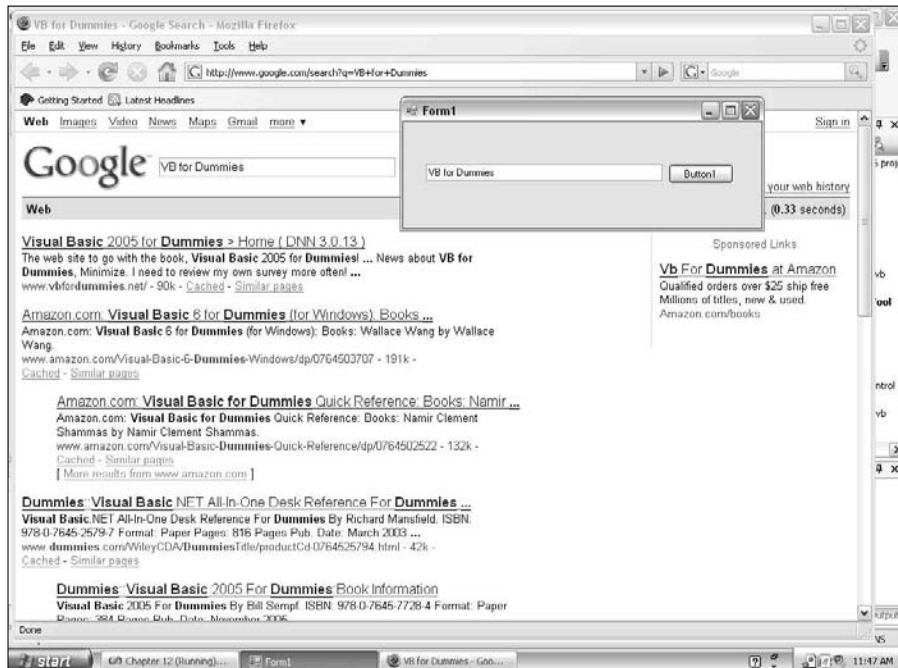 VB for Dummies - Google Search - Mozilla Firefox
File Edit View History Bookmarks Tools Help
http://www.google.com/search?q=VB+for+Dummies
Google
Getting Started Latest Headlines
Web Images Video News Maps Gmail more ▼
Sign in
Form1
VB for Dummies
Button1
Google
VB for Dummies
your web history
Web
(0.33 seconds)
Visual Basic 2005 for Dummies > Home ( DNN 3.0.13 )
The web site to go with the book, Visual Basic 2005 for Dummies! ... News about VB for
Dummies, Minimize. I need to review my own survey more often! ...
www.vbfordummies.net/ - 90k - Cached - Similar pages
Amazon.com: Visual Basic 6 for Dummies (for Windows): Books ...
Amazon.com: Visual Basic 6 for Dummies (for Windows): Books: Wallace Wang by Wallace
Wang.
www.amazon.com/Visual-Basic-6-Dummies-Windows/dp/0764503707 - 191k -
Cached - Similar pages
Amazon.com: Visual Basic for Dummies Quick Reference: Books: Namir ...
Amazon.com: Visual Basic for Dummies Quick Reference: Books: Namir Clement
Shammas by Namir Clement Shammas.
www.amazon.com/Visual-Basic-Dummies-Quick-Reference/dp/0764502522 - 132k -
Cached - Similar pages
[ More results from www.amazon.com ]
Dummies::Visual Basic NET All-In-One Desk Reference For Dummies ...
Visual Basic.NET All-In-One Desk Reference For Dummies By Richard Mansfield. ISBN:
978-0-7645-2579-7 Format: Paper Pages: 816 Pages Pub. Date: March 2003 ...
www.dummies.com/WileyCDA/DummiesTitle/productCd-0764525794.html - 42k -
Cached - Similar pages
Dummies::Visual Basic 2005 For Dummies Book Information
Visual Basic 2005 For Dummies By Bill Sempf. ISBN: 978-0-7645-7728-4 Format: Paper
Pages: 384 Pages Pub. Date: November 2005
Sponsored Links
Vb For Dummies at Amazon
Qualified orders over $25 ship free
Millions of titles, new & used.
Amazon.com/books
Done
start
Chapter 12 (Running)...
Form1
VB for Dummies - Goo...
11:47 AM